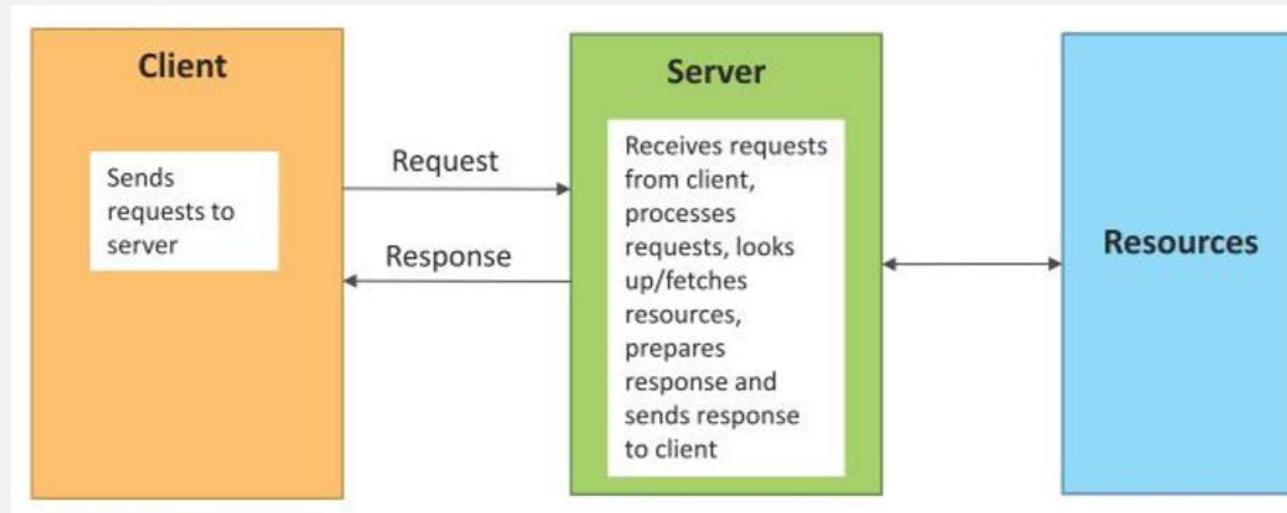 Client
Sends
requests to
server
Request
Response
Server
Receives requests
from client,
processes
requests, looks
up/fetches
resources,
prepares
response and
sends response
to client
Resources